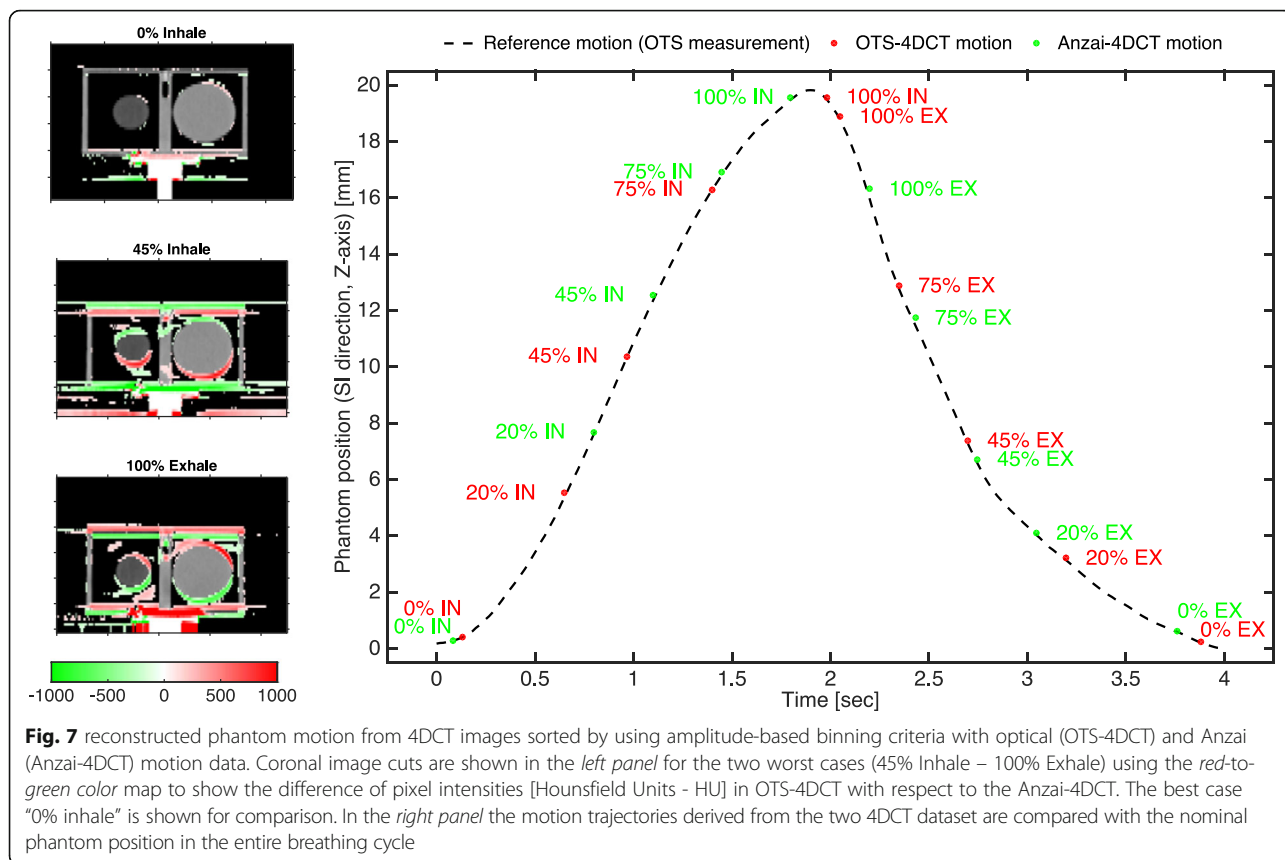 0% Inhale
45% Inhale
100% Exhale
-1000 -500 0 500 1000
Reference motion (OTS measurement) OTS-4DCT motion Anzai-4DCT motion
Phantom position (SI direction, Z-axis) [mm]
20
18
16
14
12
10
8
6
4
2
0
100% IN
100% IN
100% EX
75% IN
75% IN
100% EX
45% IN
75% EX
75% EX
45% IN
20% IN
45% EX
45% EX
20% IN
20% EX
20% EX
0% IN
0% IN
0% EX
0% EX
0 0.5 1 1.5 2 2.5 3 3.5 4
Time [sec]
Fig. 7 reconstructed phantom motion from 4DCT images sorted by using amplitude-based binning criteria with optical (OTS-4DCT) and Anzai
(Anzai-4DCT) motion data. Coronal image cuts are shown in the left panel for the two worst cases (45% Inhale – 100% Exhale) using the red-to-
green color map to show the difference of pixel intensities [Hounsfield Units - HU] in OTS-4DCT with respect to the Anzai-4DCT. The best case
"0% inhale" is shown for comparison. In the right panel the motion trajectories derived from the two 4DCT dataset are compared with the nominal
phantom position in the entire breathing cycle